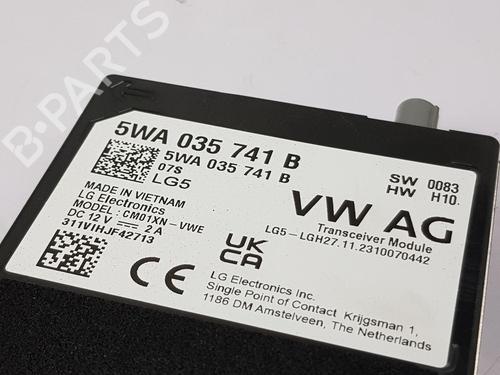 B-PARTS
5WA 035 741 B
5WA 035 741 B
07S
LG5
SW 0083
HW H10.
MADE IN VIETNAM
LG Electronics
MODEL : CM01XN-VWE
DC 12 V 2 A
311VIHJF42713
VW AG
Transceiver Module
LG5-LGH27.11.2310070442
UK
CA
CE
LG Electronics Inc.
Single Point of Contact Krijgsman 1,
1186 DM Amstelveen, The Netherlands